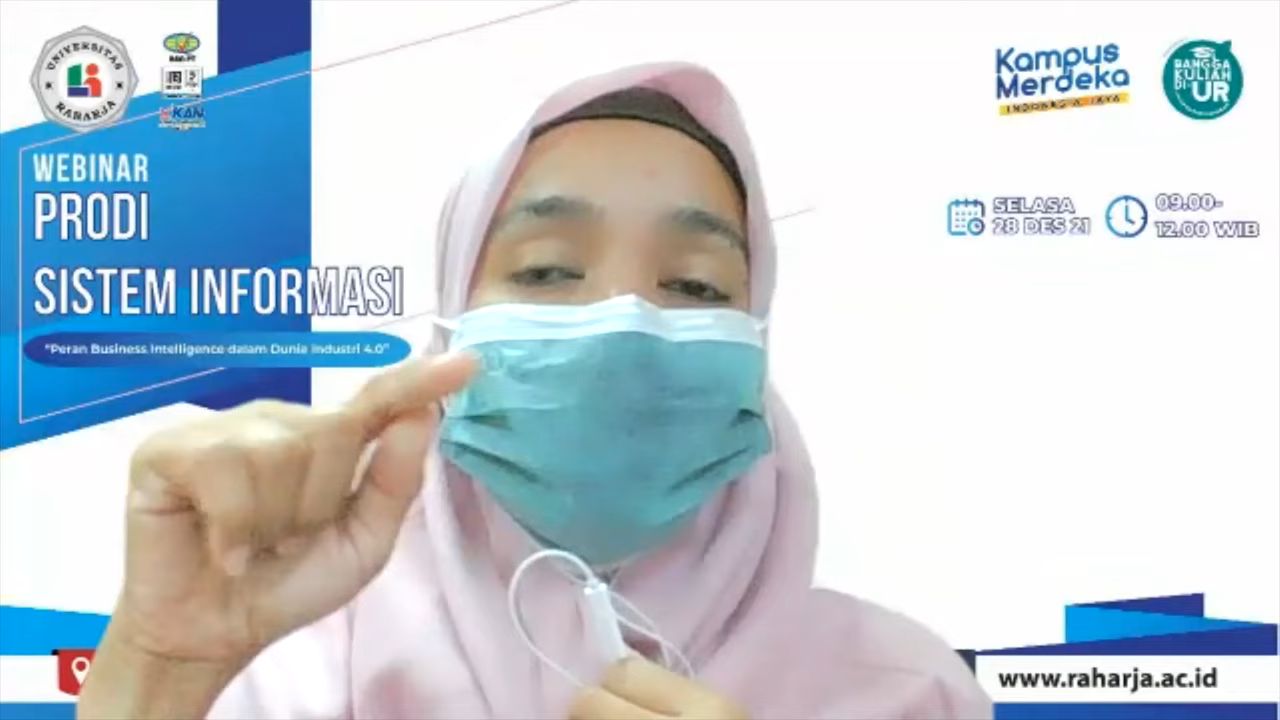 UNIVERSITAS
RAHARJA
KAN
WEBINAR
PRODI
SISTEM INFORMASI
"Peran Business Intelligence dalam Dunia Industri 4.0"
Kampus
Merdeka
INDONESIA JAYA
BANGGA
KULIAH
DI-UR
SELASA
28 DES 21
09.00-
12.00 WIB
www.raharja.ac.id